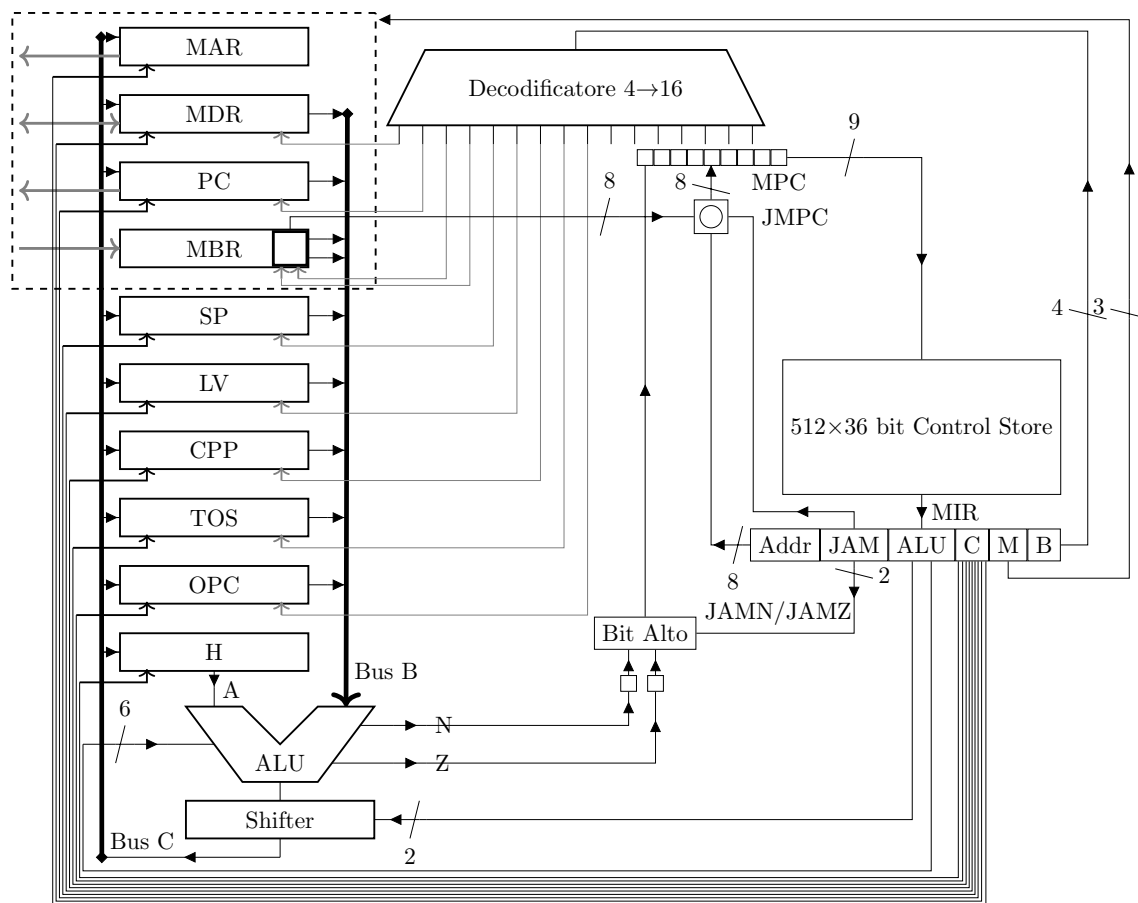 MAR
Decodificatore 4→16
MDR
9
PC
8
8
MPC
JMPC
MBR
4
3
SP
LV
512×36 bit Control Store
CPP
TOS
MIR
Addr JAM ALU C M B
OPC
8
2
JAMN/JAMZ
H
Bit Alto
Bus B
A
6
N
ALU
Z
Shifter
Bus C
2